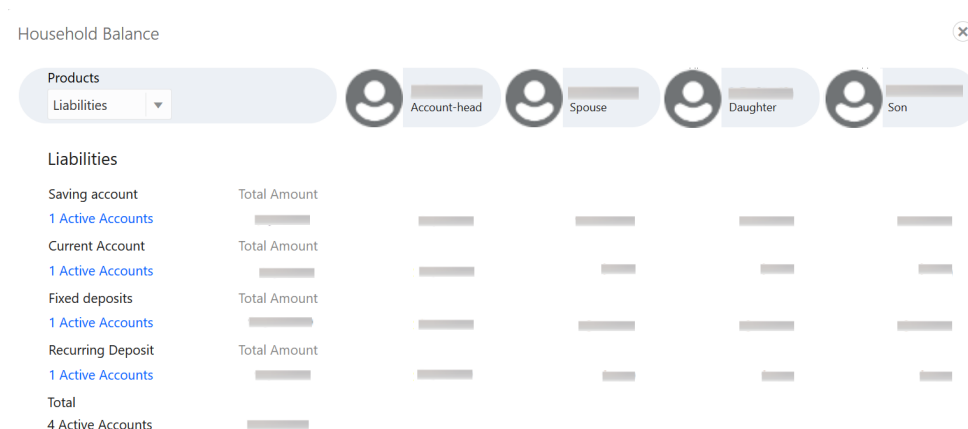 Household Balance
Products
Liabilities
Account-head
Spouse
Daughter
Son
Liabilities
Saving account Total Amount
1 Active Accounts
Current Account Total Amount
1 Active Accounts
Fixed deposits Total Amount
1 Active Accounts
Recurring Deposit Total Amount
1 Active Accounts
Total
4 Active Accounts